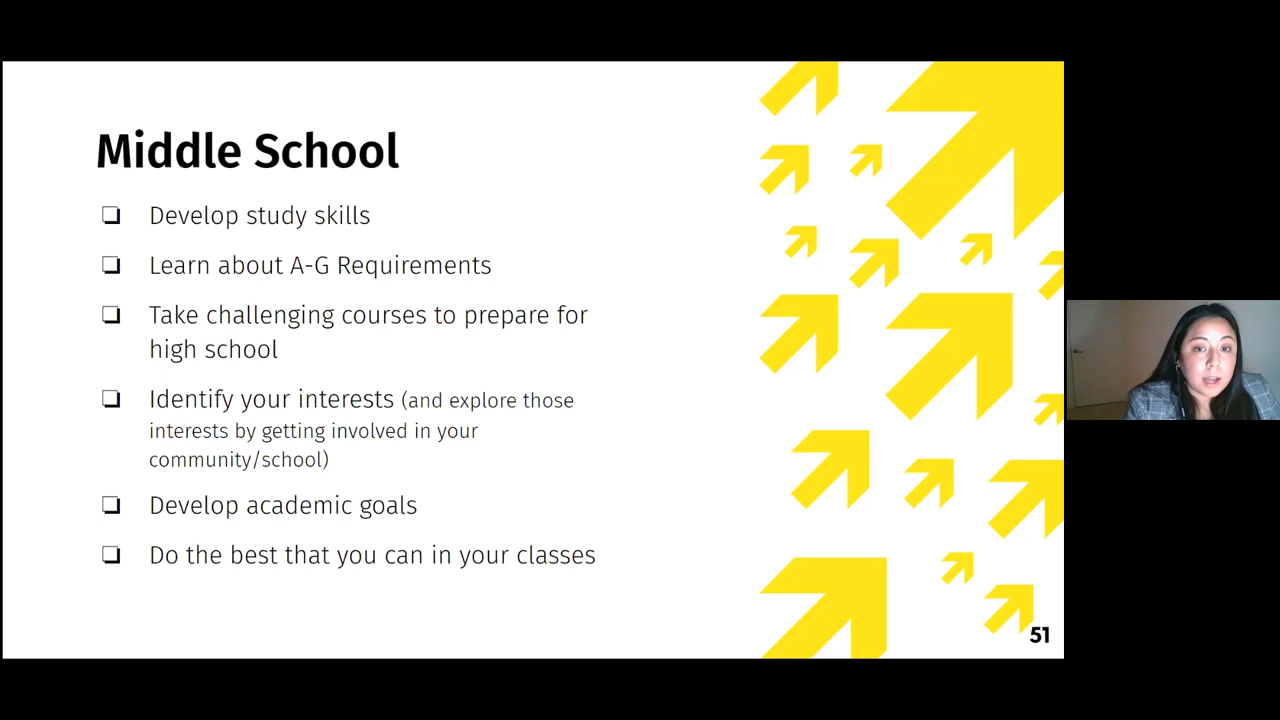 Middle School
❏ Develop study skills
❏ Learn about A-G Requirements
❏ Take challenging courses to prepare for
high school
❏ Identify your interests (and explore those
interests by getting involved in your
community/school)
❏ Develop academic goals
❏ Do the best that you can in your classes
51